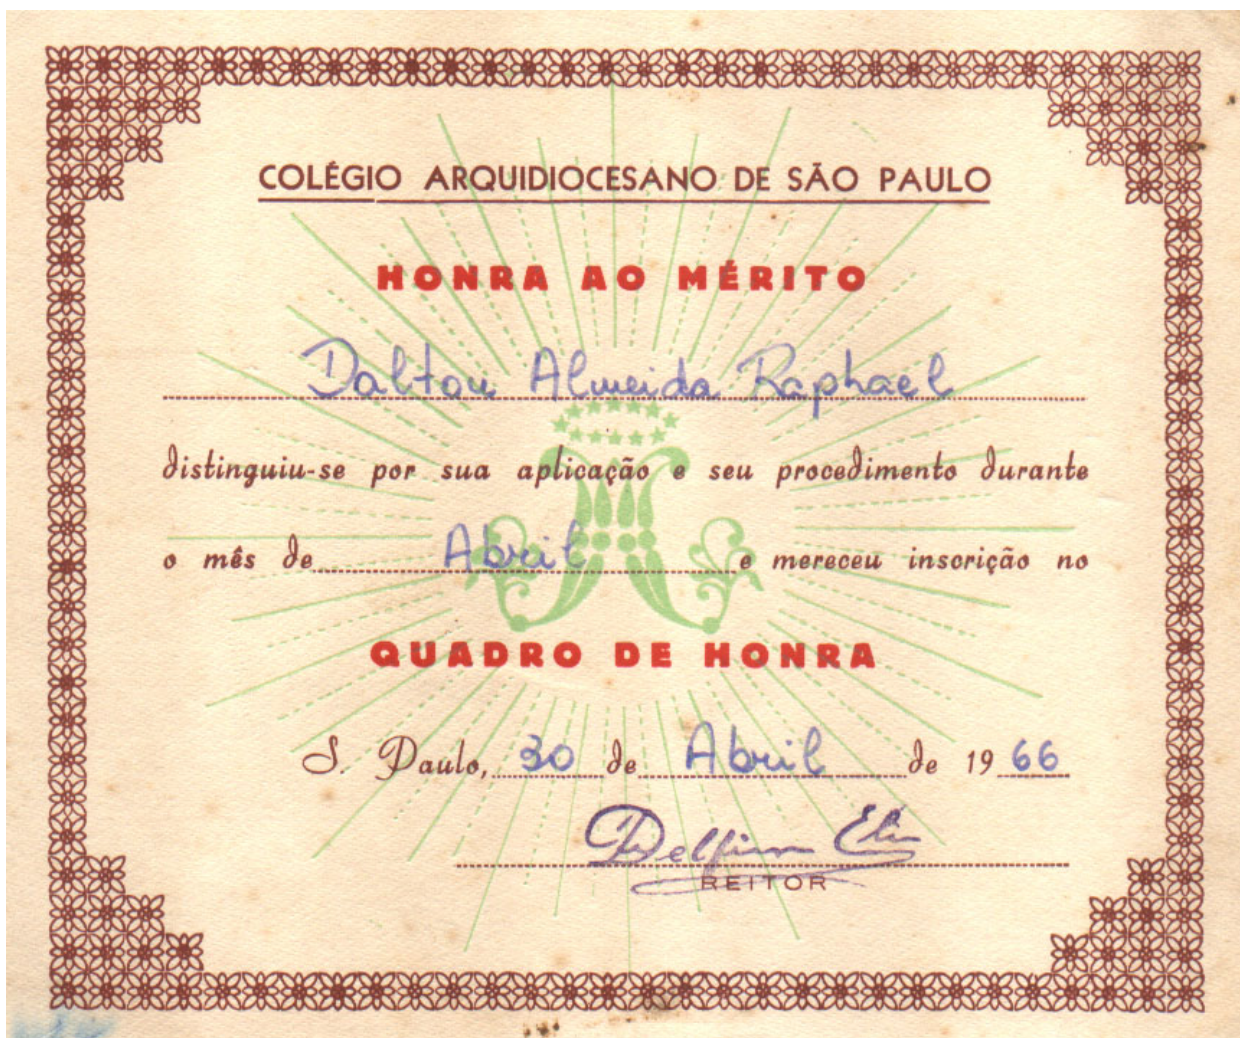 COLÉGIO ARQUIDIOCESANO DE SÃO PAULO
HONRA AO MÉRITO
Dalton Almeida Raphael
distinguiu-se por sua aplicação e seu procedimento durante
o mês de Abril e mereceu inscrição no
QUADRO DE HONRA
S. Paulo, 30 de Abril de 1966
Delfim
REITOR